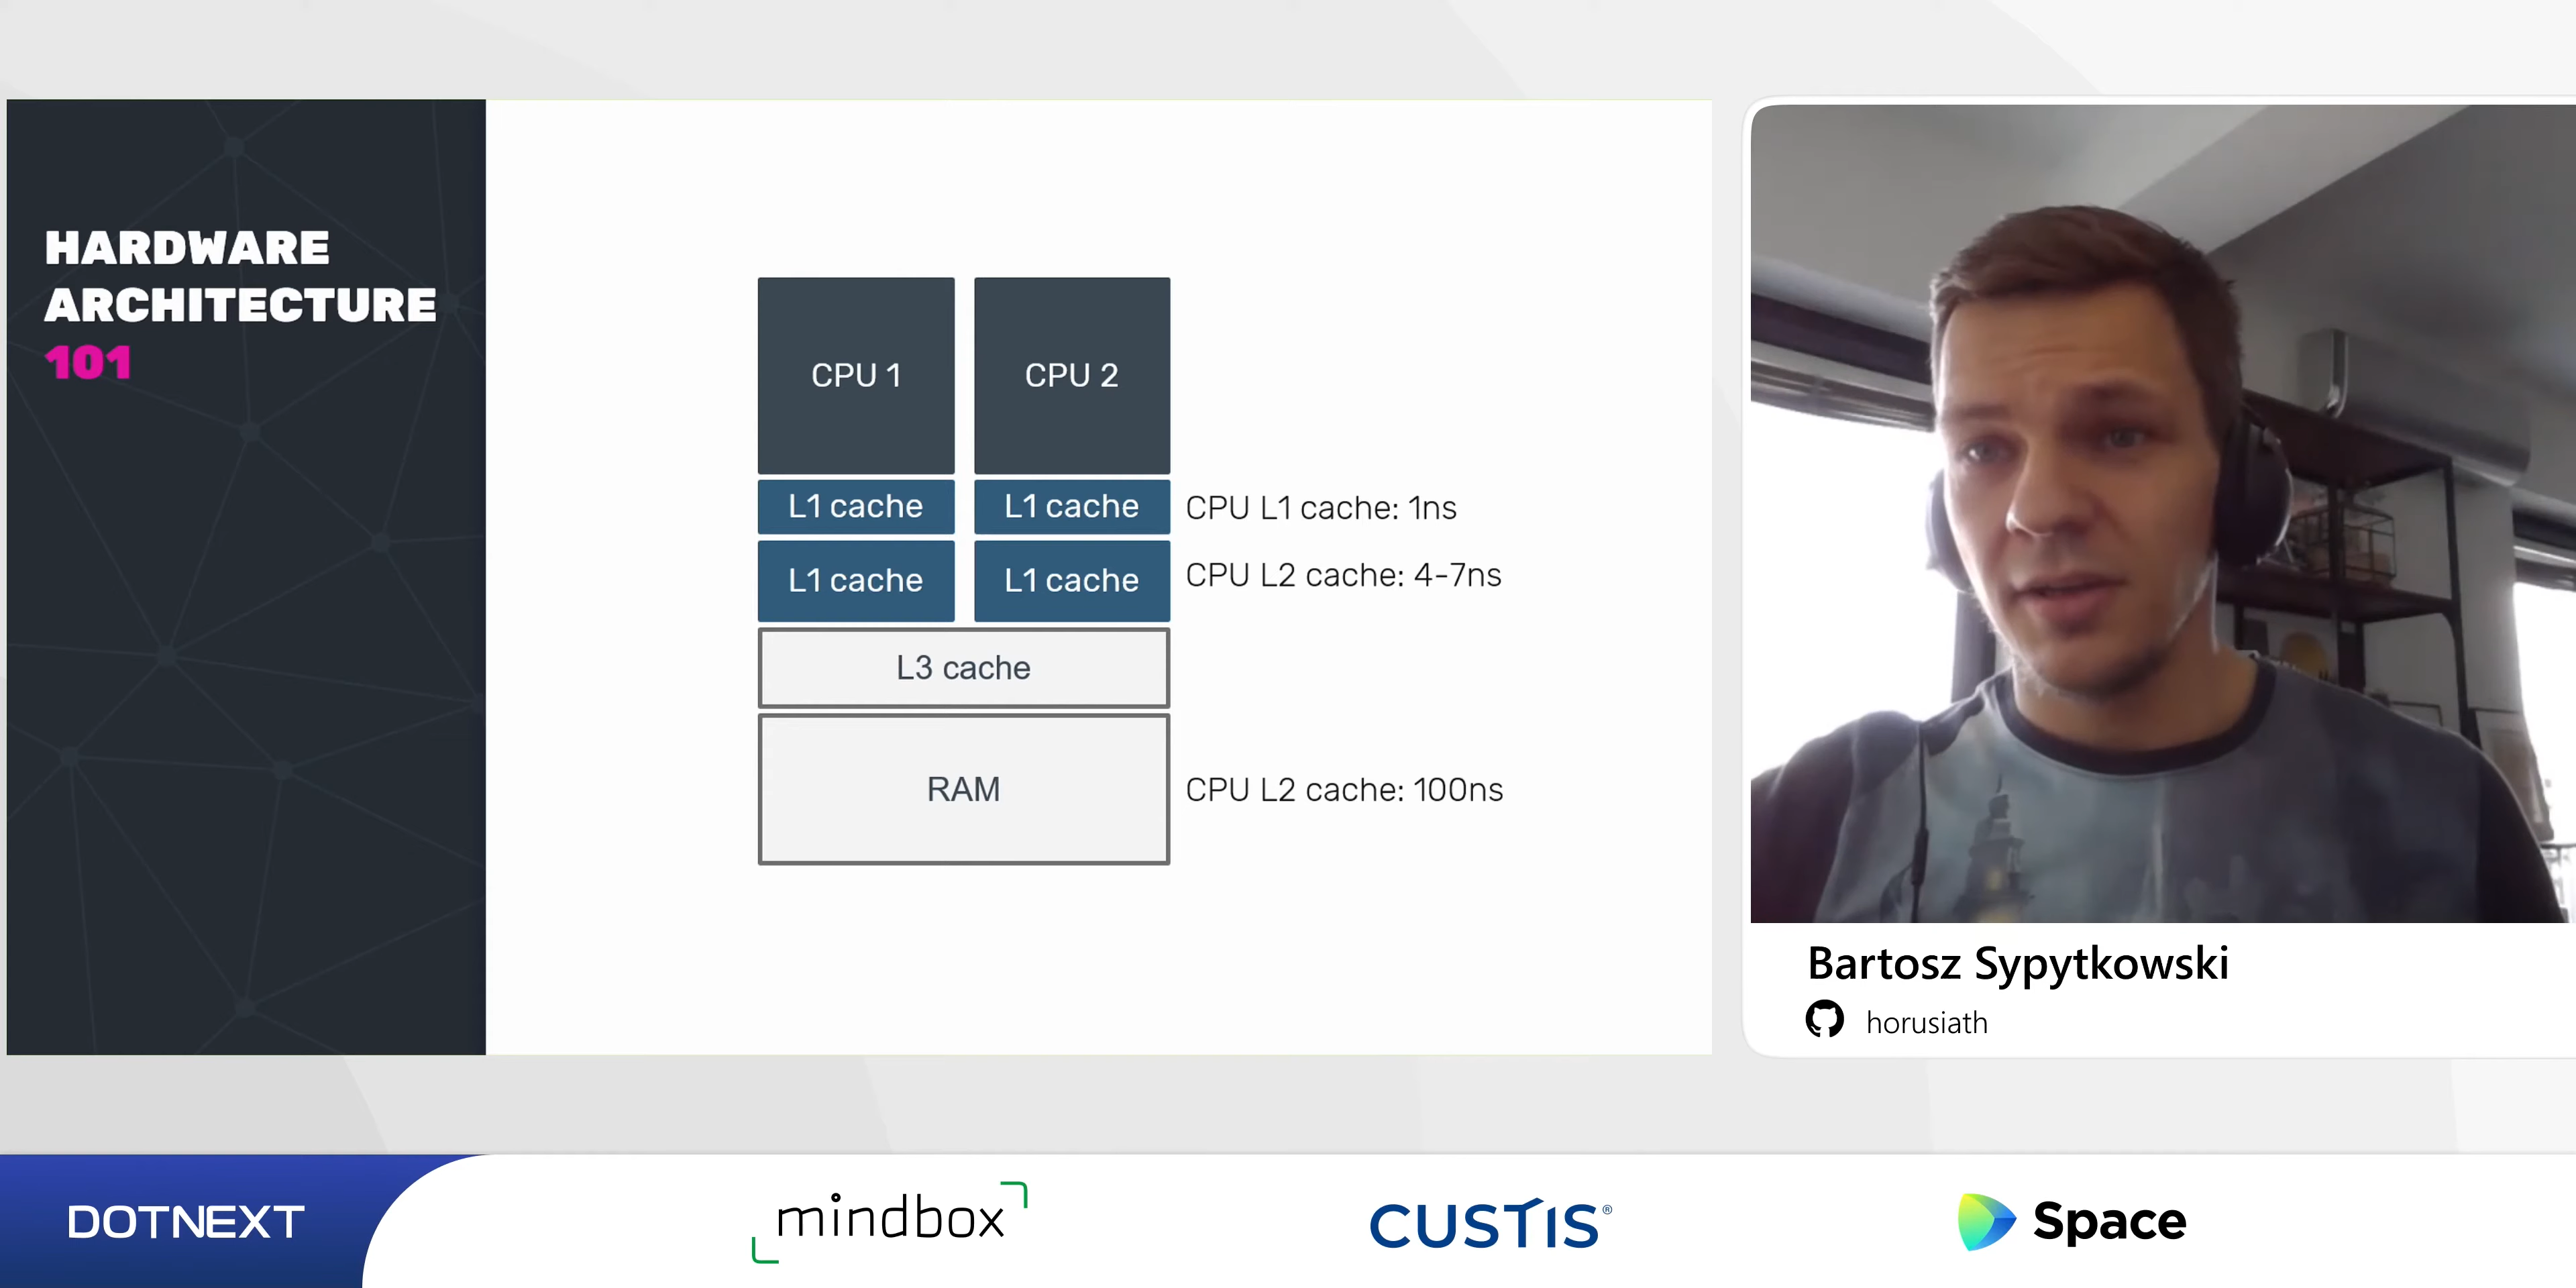 HARDWARE
ARCHITECTURE
101
CPU 1
CPU 2
L1 cache
L1 cache
CPU L1 cache: 1ns
L1 cache
L1 cache
CPU L2 cache: 4-7ns
L3 cache
RAM
CPU L2 cache: 100ns
Bartosz Sypytkowski
horusiath
DOTNEXT
mindbox
CUSTIS®
Space